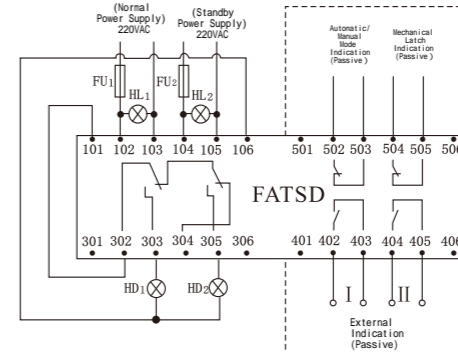 (Normal
Power Supply)
220VAC
(Standby
Power Supply)
220VAC
Automatic/
Manual
Mode
Indication
(Passive)
Mechanical
Latch
Indication
(Passive)
FU1
HL1
FU2
HL2
101 102 103 104 105 106 501 502 503 504 505 506
FATSD
301 302 303 304 305 306 401 402 403 404 405 406
HD1
HD2
I
II
External
Indication
(Passive)